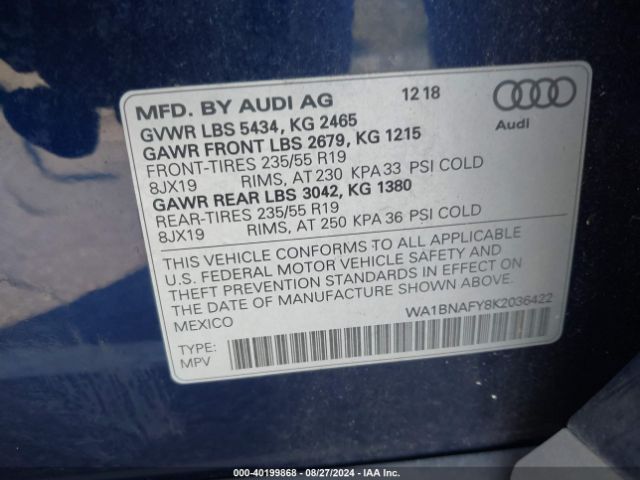 MFD. BY AUDI AG 12 18
Audi
GVWR LBS 5434, KG 2465
GAWR FRONT LBS 2679, KG 1215
FRONT-TIRES 235/55 R19
8JX19 RIMS, AT 230 KPA 33 PSI COLD
GAWR REAR LBS 3042, KG 1380
REAR-TIRES 235/55 R19
8JX19 RIMS, AT 250 KPA 36 PSI COLD
THIS VEHICLE CONFORMS TO ALL APPLICABLE
U.S. FEDERAL MOTOR VEHICLE SAFETY AND
THEFT PREVENTION STANDARDS IN EFFECT ON
THE DATE OF MANUFACTURE SHOWN ABOVE.
MEXICO WA1BNAFY8K2036422
TYPE:
MPV
000-40199868 - 08/27/2024 - IAA Inc.